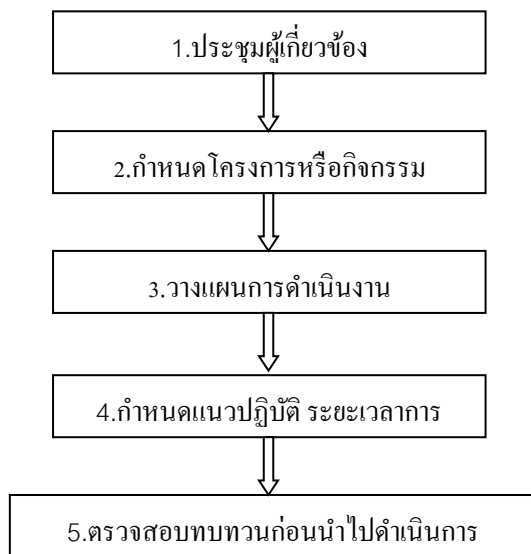 1.ประชุมผู้เกี่ยวข้อง
2.กำหนดโครงการหรือกิจกรรม
3.วางแผนการดำเนินงาน
4.กำหนดแนวปฏิบัติ ระยะเวลาการ
5.ตรวจสอบทบทวนก่อนนำไปดำเนินการ